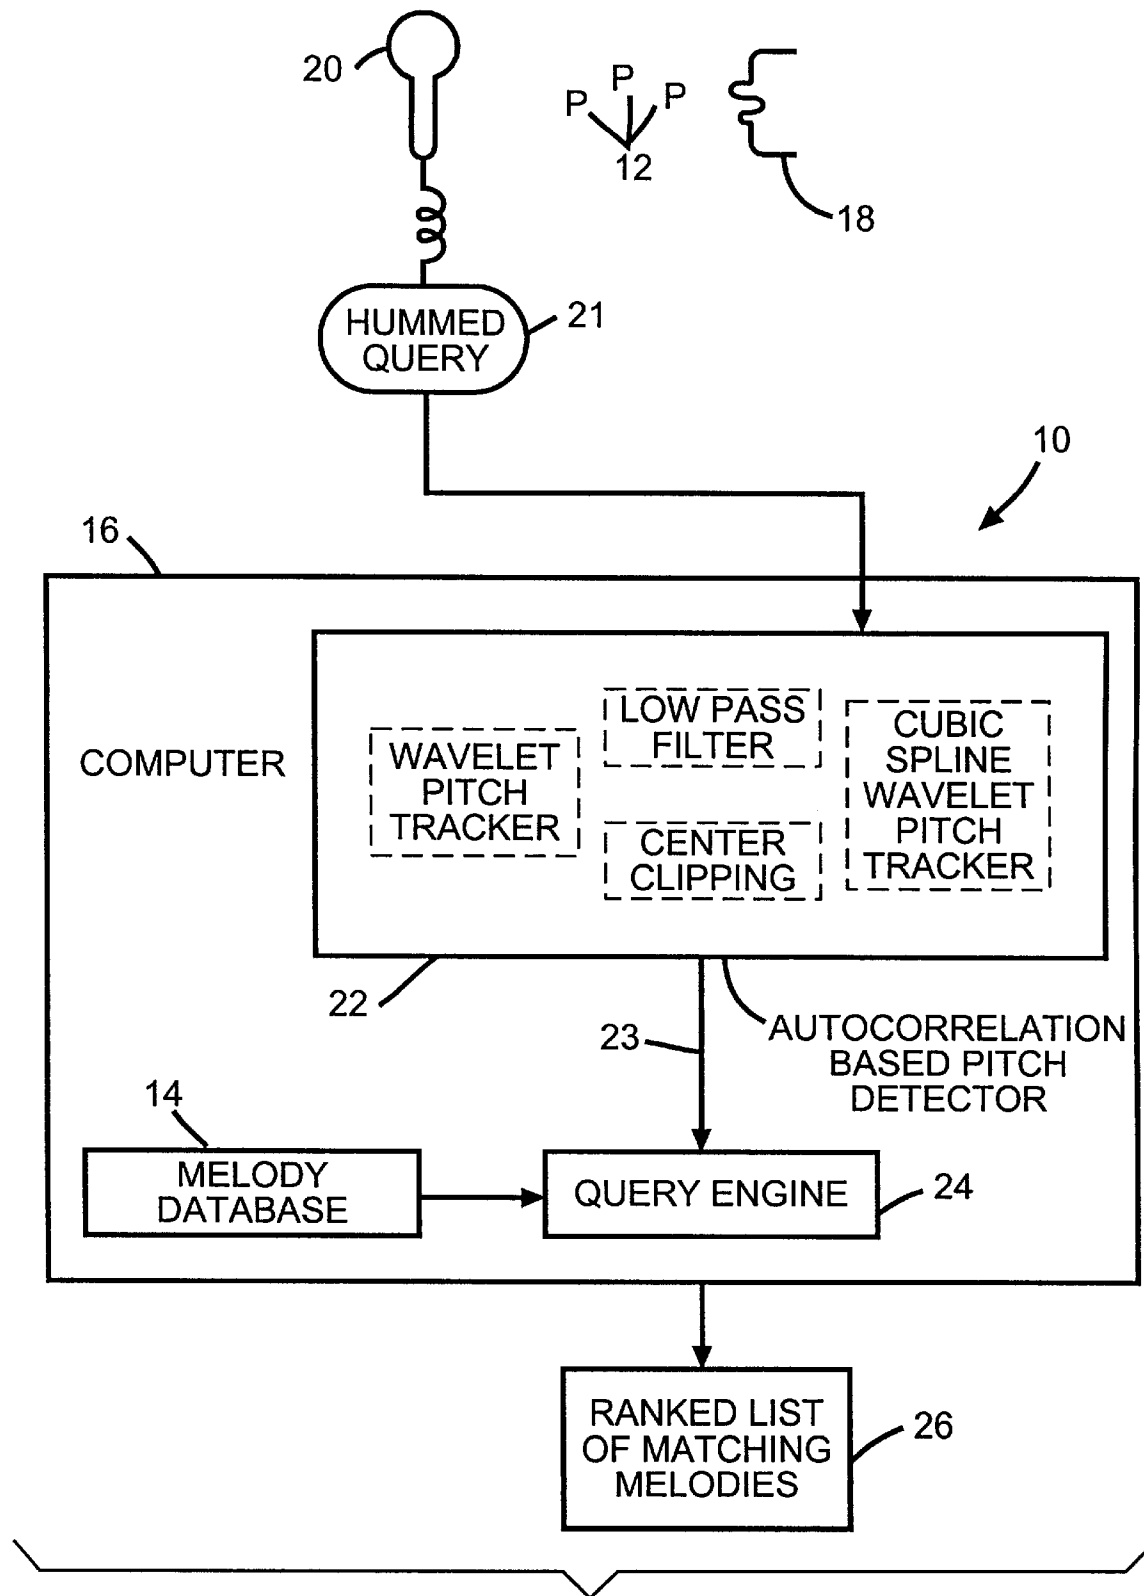 20
P P P
12
18
HUMMED
QUERY
21
10
16
COMPUTER
WAVELET
PITCH
TRACKER
LOW PASS
FILTER
CENTER
CLIPPING
CUBIC
SPLINE
WAVELET
PITCH
TRACKER
22
23
AUTOCORRELATION
BASED PITCH
DETECTOR
14
MELODY
DATABASE
QUERY ENGINE
24
RANKED LIST
OF MATCHING
MELODIES
26